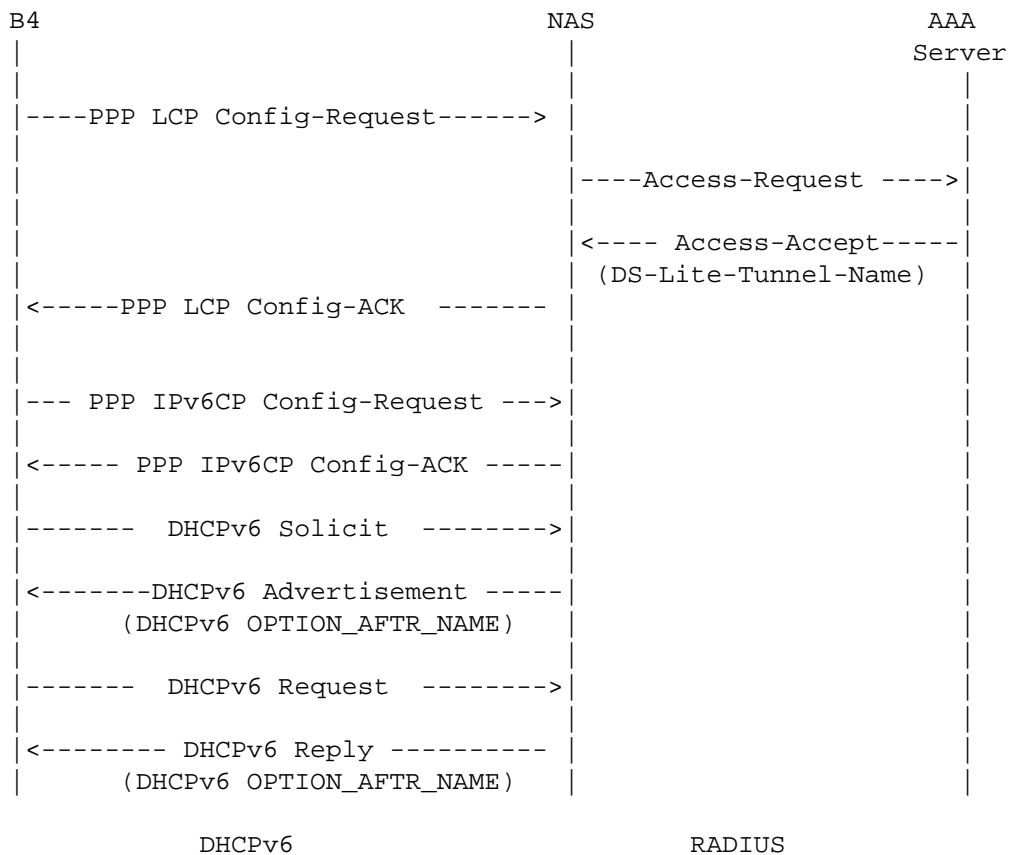 B4 NAS AAA
Server
----PPP LCP Config-Request------>
----Access-Request ---->
<---- Access-Accept-----
(DS-Lite-Tunnel-Name)
<-----PPP LCP Config-ACK -------
--- PPP IPv6CP Config-Request --->
<----- PPP IPv6CP Config-ACK -----
------- DHCPv6 Solicit -------->
<-------DHCPv6 Advertisement -----
(DHCPv6 OPTION_AFTR_NAME)
------- DHCPv6 Request -------->
<-------- DHCPv6 Reply ----------
(DHCPv6 OPTION_AFTR_NAME)
DHCPv6 RADIUS